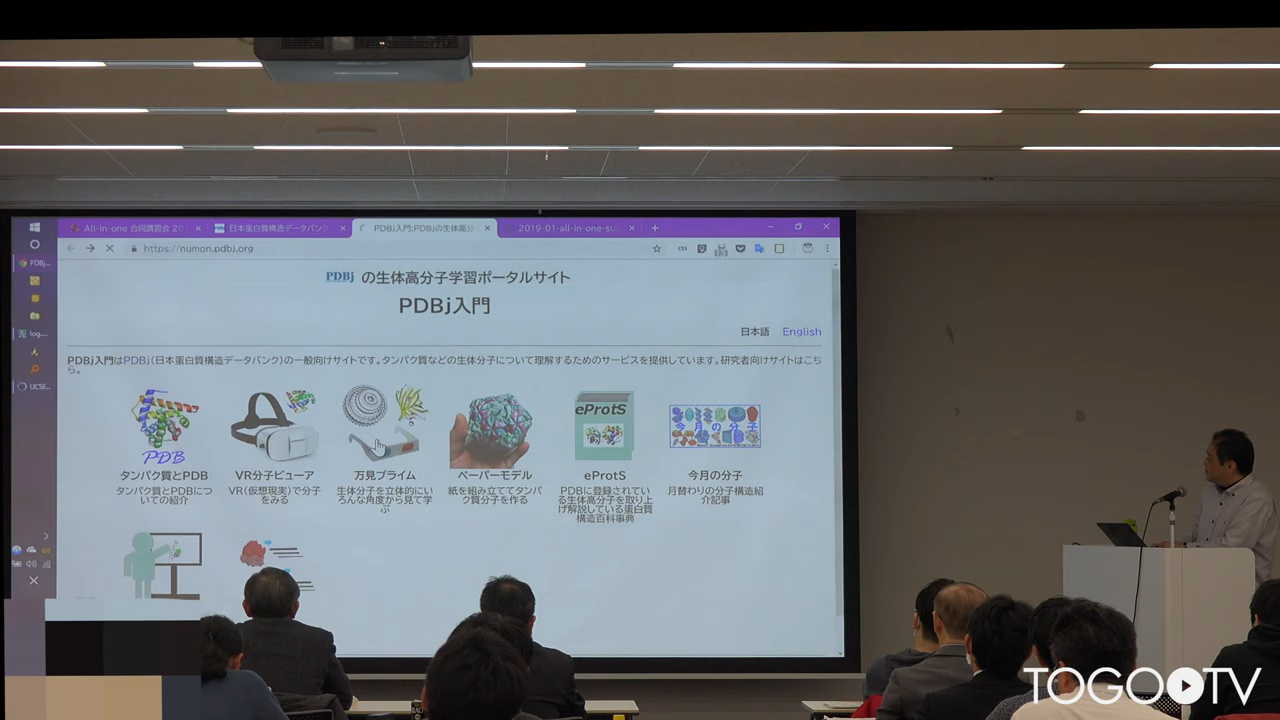 All-in-one 合同講習会 20
日本蛋白質構造データバンク
PDBj入門:PDBjの生体高分
2019-01-all-in-one-su
https://numon.pdbj.org
PDBj...
log...
UCSF...
PDBj の生体高分子学習ポータルサイト
PDBj入門
日本語 English
PDBj入門はPDBj(日本蛋白質構造データバンク)の一般向けサイトです。タンパク質などの生体分子について理解するためのサービスを提供しています。研究者向けサイトはこち
ら。
PDB
eProtS
今月の分子
タンパク質とPDB
タンパク質とPDBにつ
いての紹介
VR分子ビューア
VR(仮想現実)で分子
をみる
万見プライム
生体分子を立体的にい
ろんな角度から見て学
ぶ
ペーパーモデル
紙を組み立ててタンパ
ク質分子を作る
eProtS
PDBに登録されてい
る生体高分子を取り上
げ解説している蛋白質
構造百科事典
今月の分子
月替わりの分子構造紹
介記事
TOGOTV